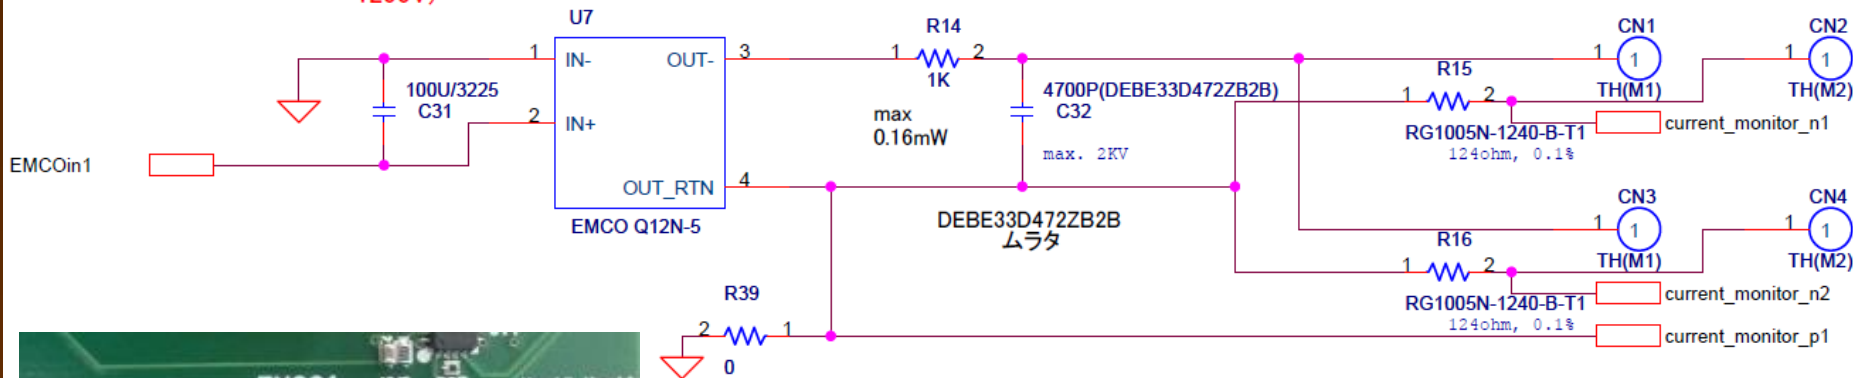 U7
1
IN-
OUT-
3
R14
1
2
1K
CN1
1
1
TH(M1)
CN2
1
1
TH(M2)
100U/3225
C31
4700P(DEBE33D472ZB2B)
C32
R15
1
2
max
0.16mW
2
IN+
current_monitor_n1
RG1005N-1240-B-T1
124ohm, 0.1%
max. 2KV
EMCOin1
OUT_RTN
4
EMCO Q12N-5
DEBE33D472ZB2B
ムラタ
CN3
1
1
TH(M1)
CN4
1
1
TH(M2)
R16
1
2
current_monitor_n2
RG1005N-1240-B-T1
124ohm, 0.1%
R39
2
1
0
current_monitor_p1